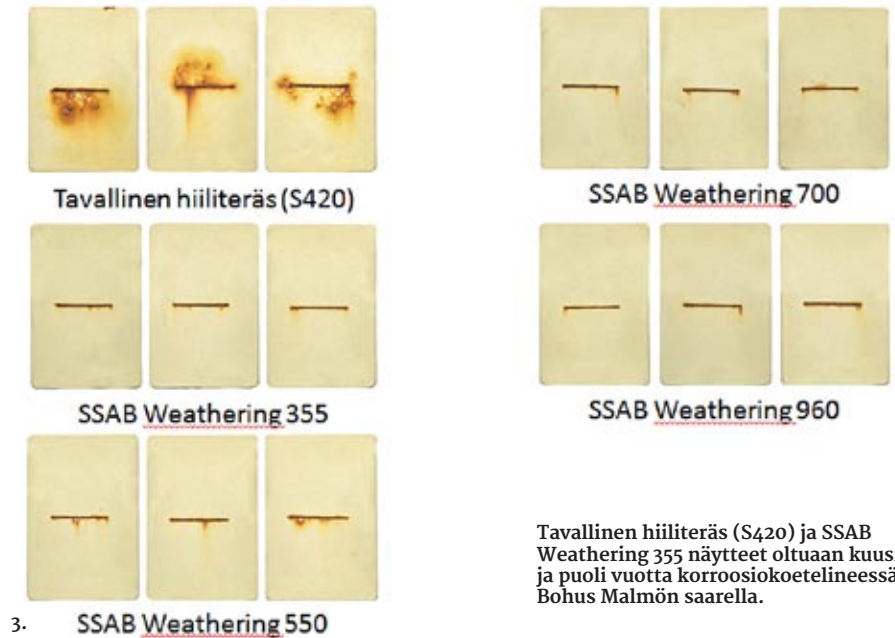 Tavallinen hiiliteräs (S420)
SSAB Weathering 700
SSAB Weathering 355
SSAB Weathering 960
Tavallinen hiiliteräs (S420) ja SSAB
Weathering 355 näytteet oltuaan kuusi
ja puoli vuotta korroosiokoetelineessä
Bohus Malmön saarella.
3.
SSAB Weathering 550